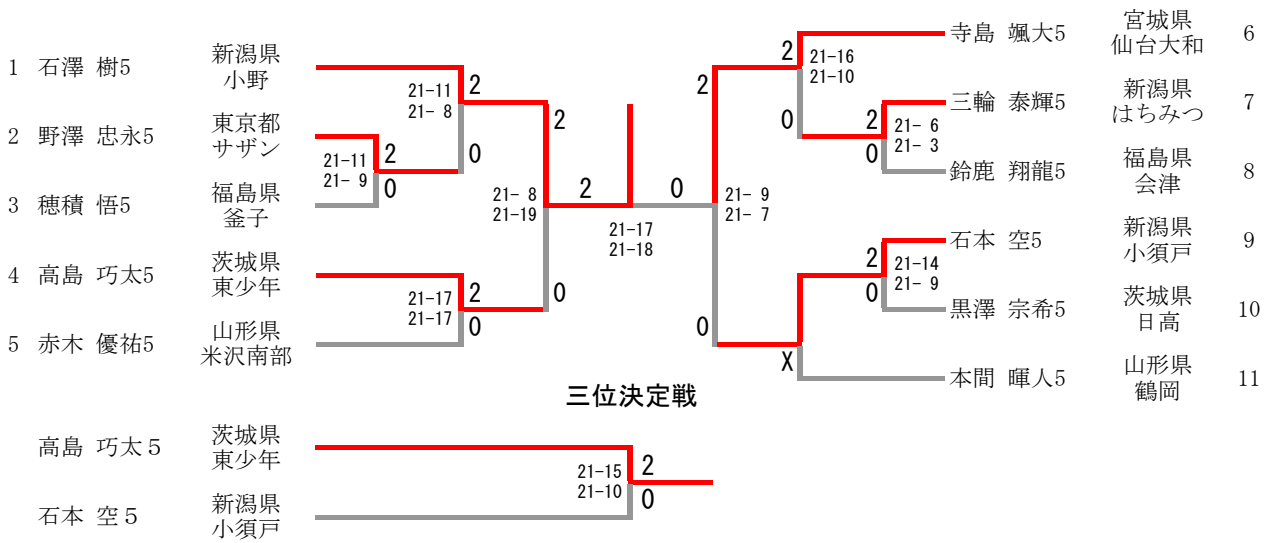 1 石澤 樹5 新潟県
小野
2 野澤 忠永5 東京都
サザン
3 穂積 悟5 福島県
釜子
4 高島 巧太5 茨城県
東少年
5 赤木 優祐5 山形県
米沢南部
21-11
21- 8
2
0
21-11
21- 9
2
0
21-17
21-17
2
0
21- 8
21-19
2
0
2
0
21-17
21-18
2
0
21- 9
21- 7
2
0
21-16
21-10
2
0
21- 6
21- 3
2
0
21-14
21- 9
X
寺島 颯大5 宮城県
仙台大和
6
三輪 泰輝5 新潟県
はちみつ
7
鈴鹿 翔龍5 福島県
会津
8
石本 空5 新潟県
小須戸
9
黒澤 宗希5 茨城県
日高
10
本間 暉人5 山形県
鶴岡
11
三位決定戦
高島 巧太5 茨城県
東少年
石本 空5 新潟県
小須戸
21-15
21-10
2
0